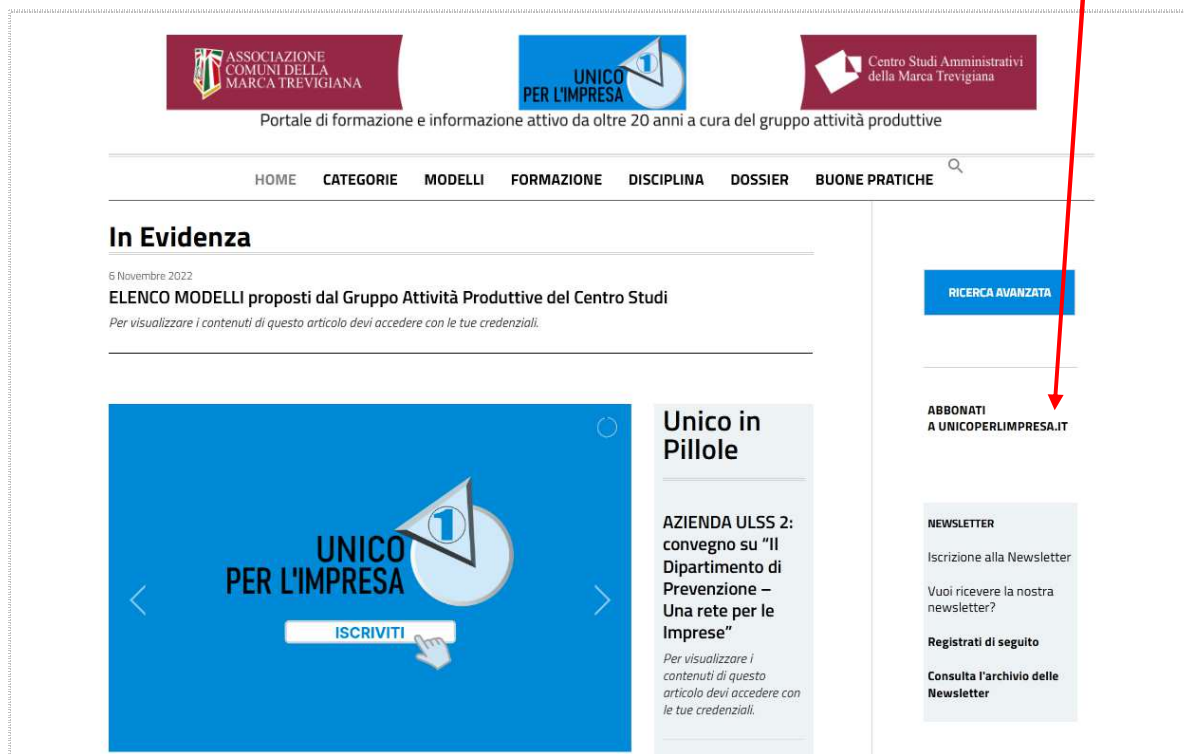 ASSOCIAZIONE
COMUNI DELLA
MARCA TREVIGIANA
UNICO
PER L'IMPRESA
1
Centro Studi Amministrativi
della Marca Trevigiana
Portale di formazione e informazione attivo da oltre 20 anni a cura del gruppo attività produttive
HOME CATEGORIE MODELLI FORMAZIONE DISCIPLINA DOSSIER BUONE PRATICHE
In Evidenza
6 Novembre 2022
ELENCO MODELLI proposti dal Gruppo Attività Produttive del Centro Studi
Per visualizzare i contenuti di questo articolo devi accedere con le tue credenziali.
UNICO
PER L'IMPRESA
1
ISCRIVITI
Unico in
Pillole
AZIENDA ULSS 2:
convegno su "Il
Dipartimento di
Prevenzione –
Una rete per le
Imprese"
Per visualizzare i
contenuti di questo
articolo devi accedere con
le tue credenziali.
RICERCA AVANZATA
ABBONATI
A UNICOPERLIMPRESA.IT
NEWSLETTER
Iscrizione alla Newsletter
Vuoi ricevere la nostra
newsletter?
Registrati di seguito
Consulta l'archivio delle
Newsletter